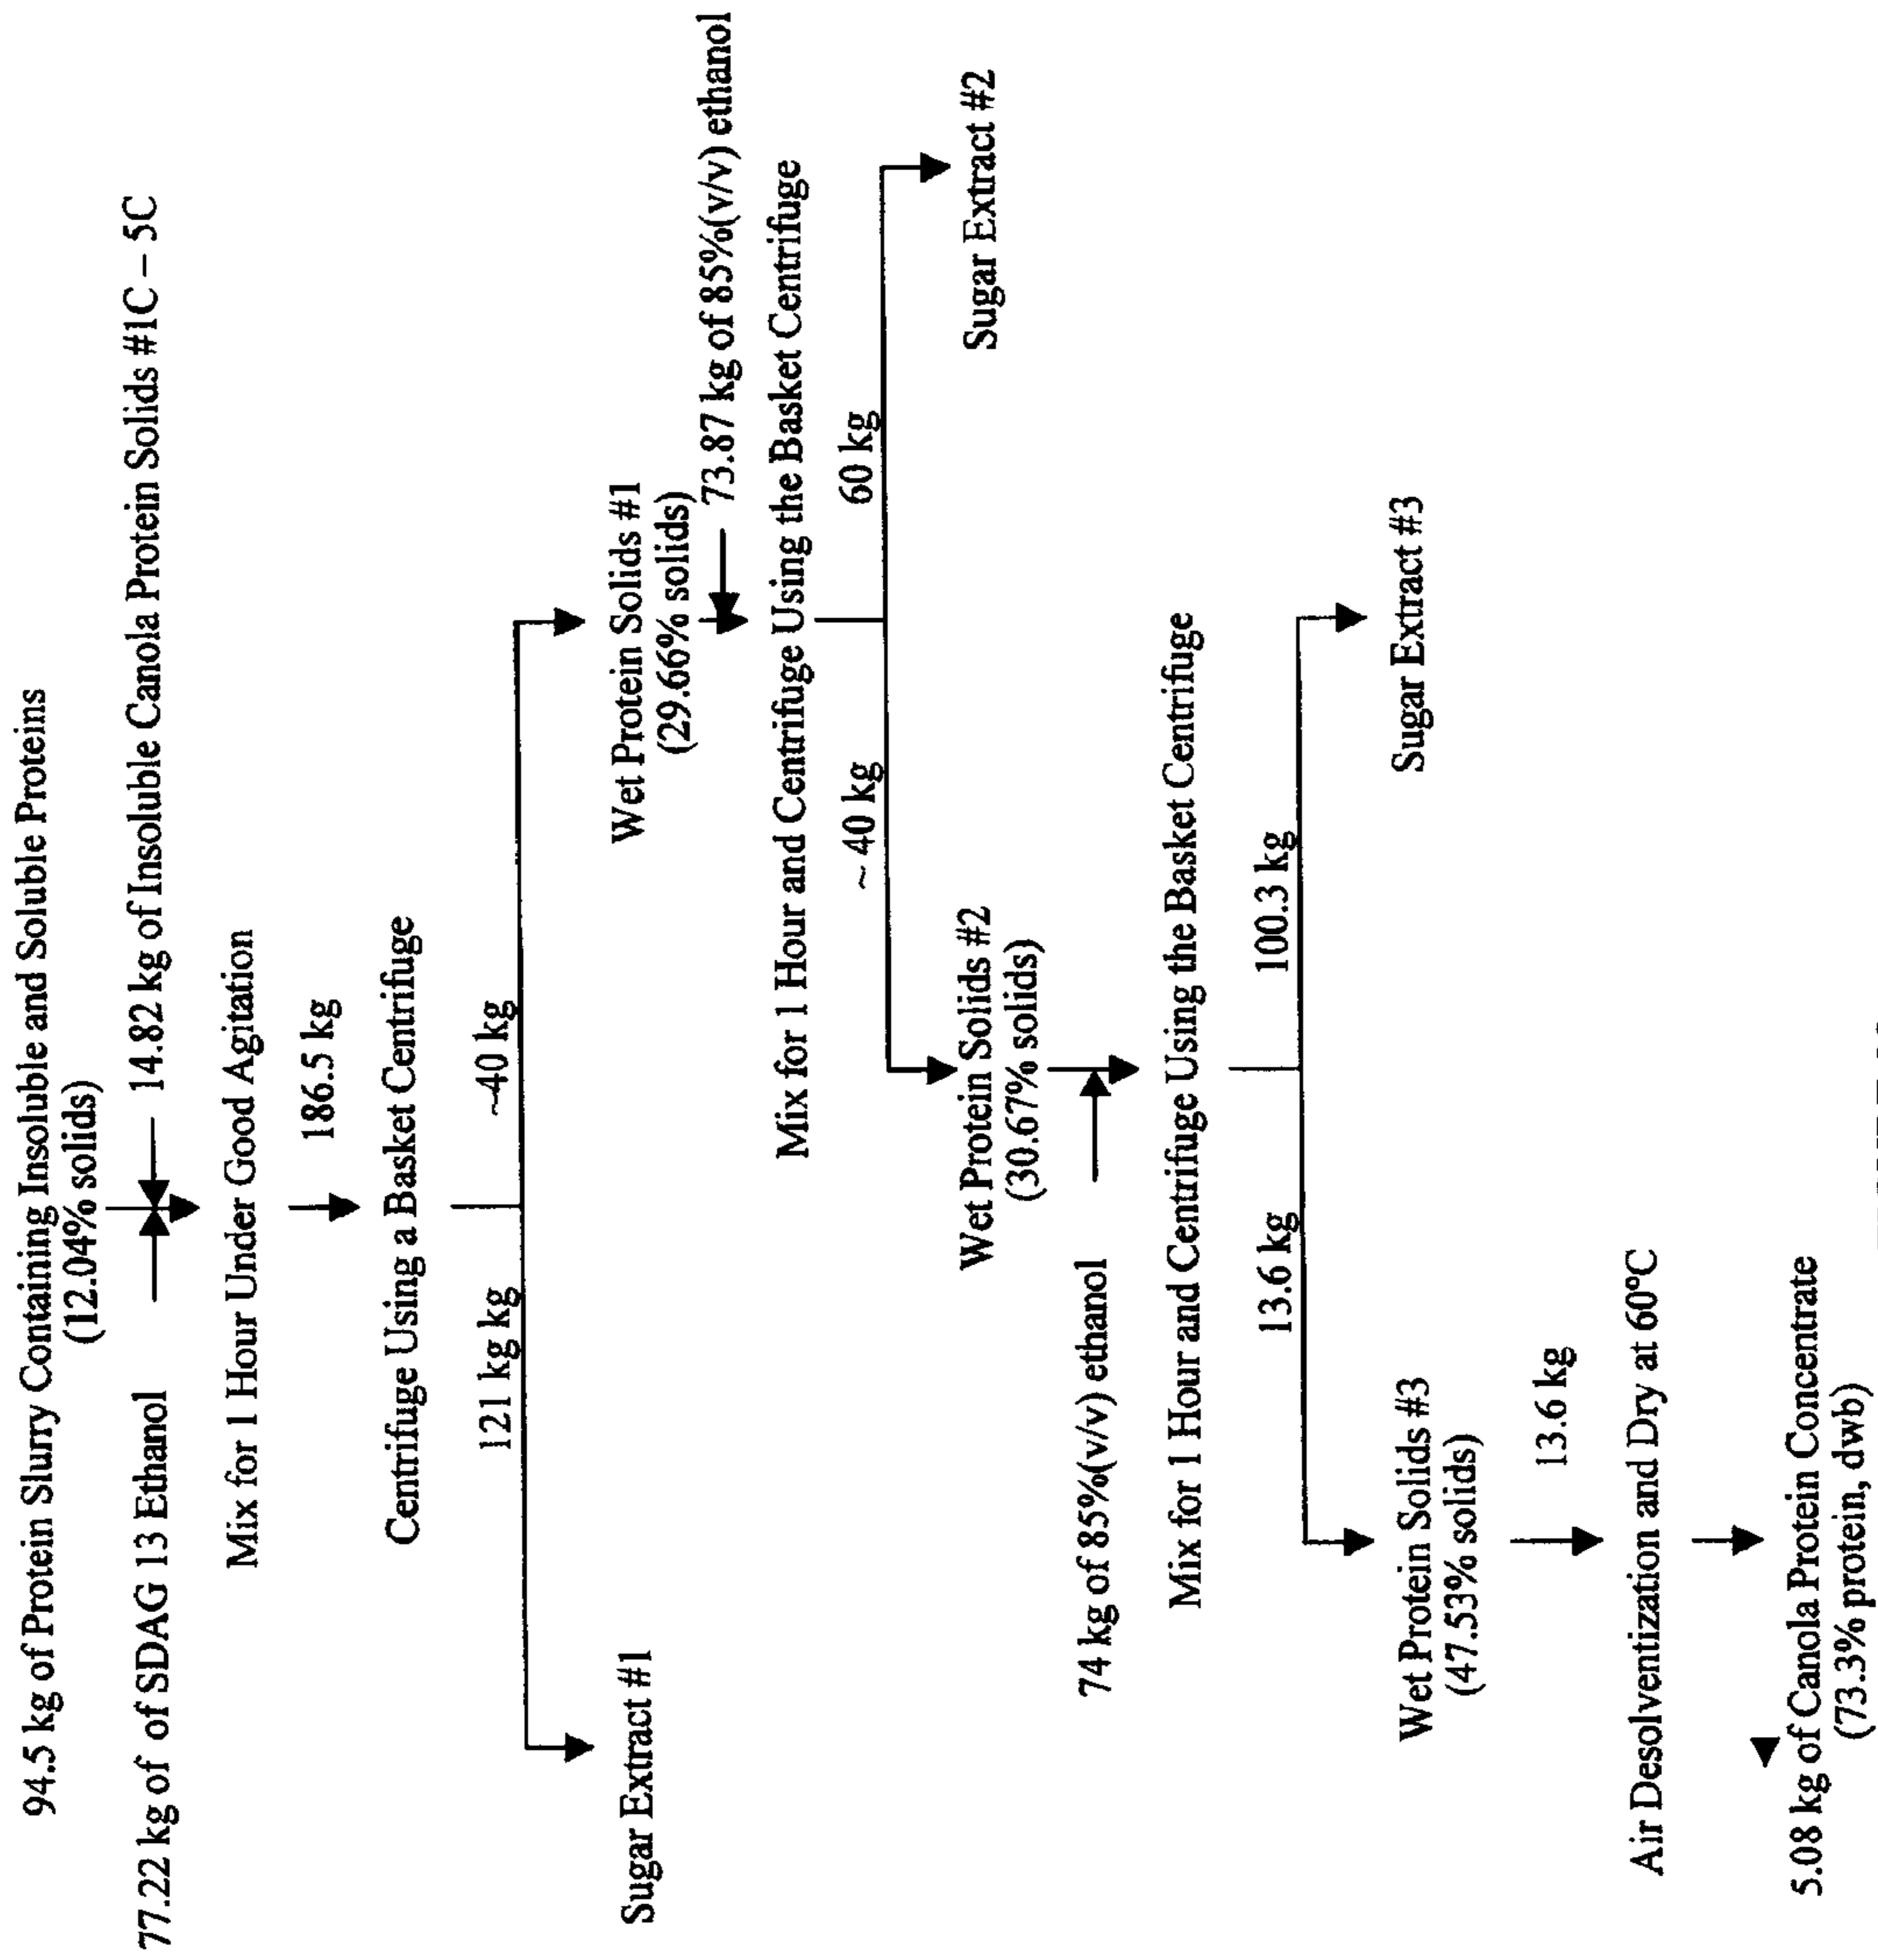 94.5 kg of Protein Slurry Containing Insoluble and Soluble Proteins
(12.04% solids)
77.22 kg of of SDAG 13 Ethanol
14.82 kg of Insoluble Canola Protein Solids #1C – 5C
Mix for 1 Hour Under Good Agitation
186.5 kg
Centrifuge Using a Basket Centrifuge
121 kg kg
~40 kg
Sugar Extract #1
Wet Protein Solids #1
(29.66% solids)
73.87 kg of 85%(v/v) ethanol
Mix for 1 Hour and Centrifuge Using the Basket Centrifuge
~ 40 kg
60 kg
Wet Protein Solids #2
(30.67% solids)
Sugar Extract #2
74 kg of 85%(v/v) ethanol
Mix for 1 Hour and Centrifuge Using the Basket Centrifuge
13.6 kg
100.3 kg
Wet Protein Solids #3
(47.53% solids)
Sugar Extract #3
13.6 kg
Air Desolventization and Dry at 60°C
5.08 kg of Canola Protein Concentrate
(73.3% protein, dwb)